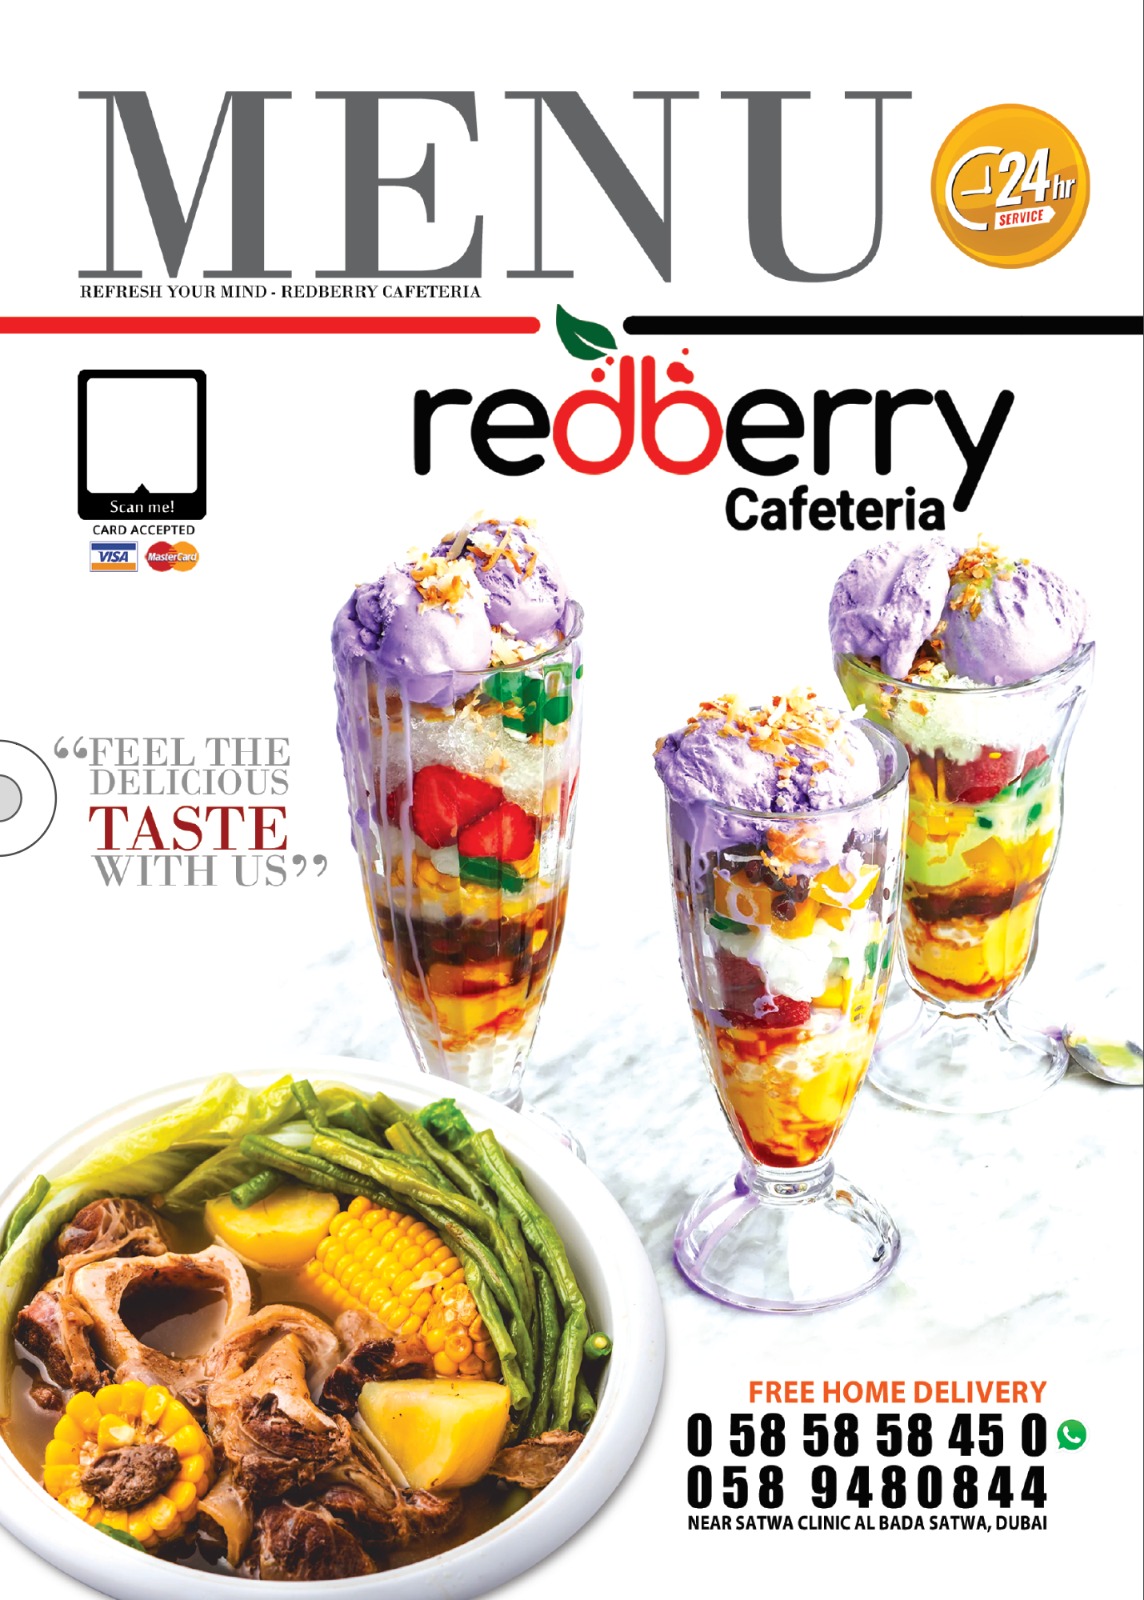 MENU
24hr
SERVICE
REFRESH YOUR MIND - REDBERRY CAFETERIA
redberry
Cafeteria
Scan me!
CARD ACCEPTED
VISA MasterCard
“FEEL THE
DELICIOUS
TASTE
WITH US”
FREE HOME DELIVERY
0 58 58 58 45 0
058 9480844
NEAR SATWA CLINIC AL BADA SATWA, DUBAI